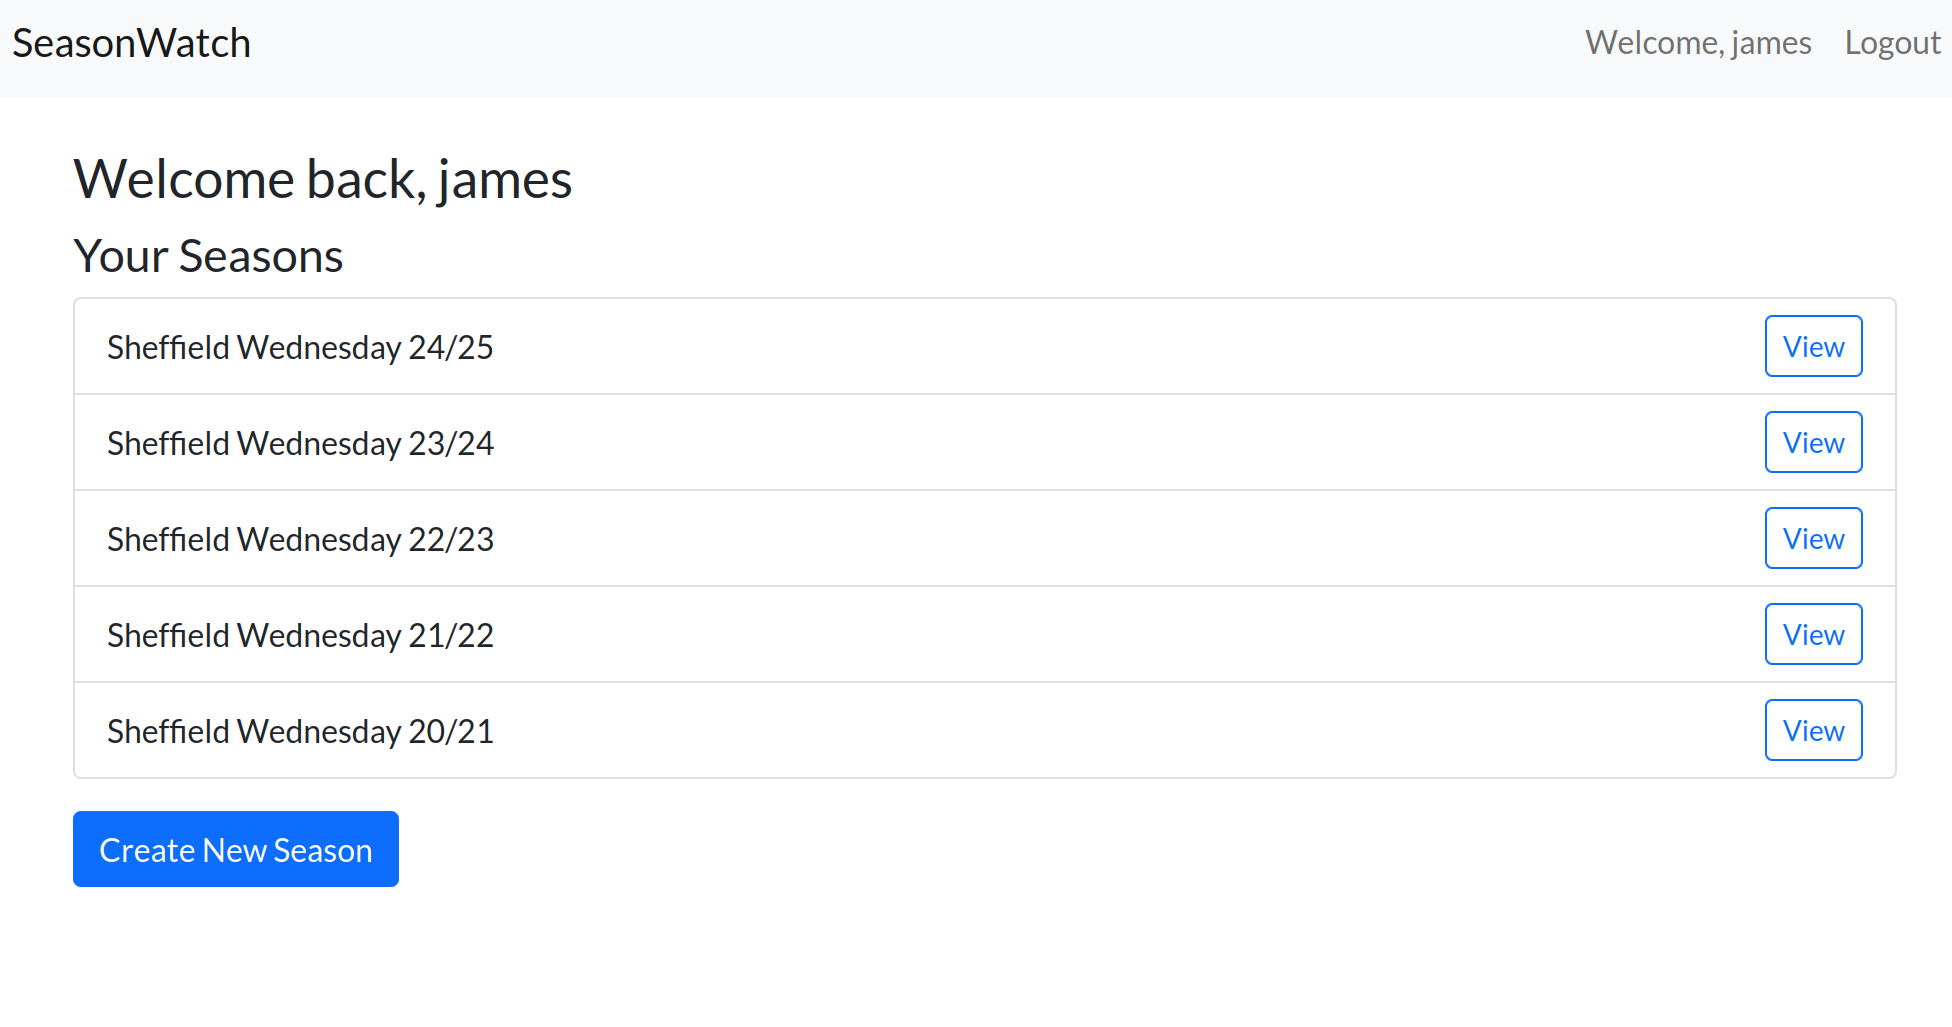 SeasonWatch Welcome, james Logout
Welcome back, james
Your Seasons
Sheffield Wednesday 24/25 View
Sheffield Wednesday 23/24 View
Sheffield Wednesday 22/23 View
Sheffield Wednesday 21/22 View
Sheffield Wednesday 20/21 View
Create New Season